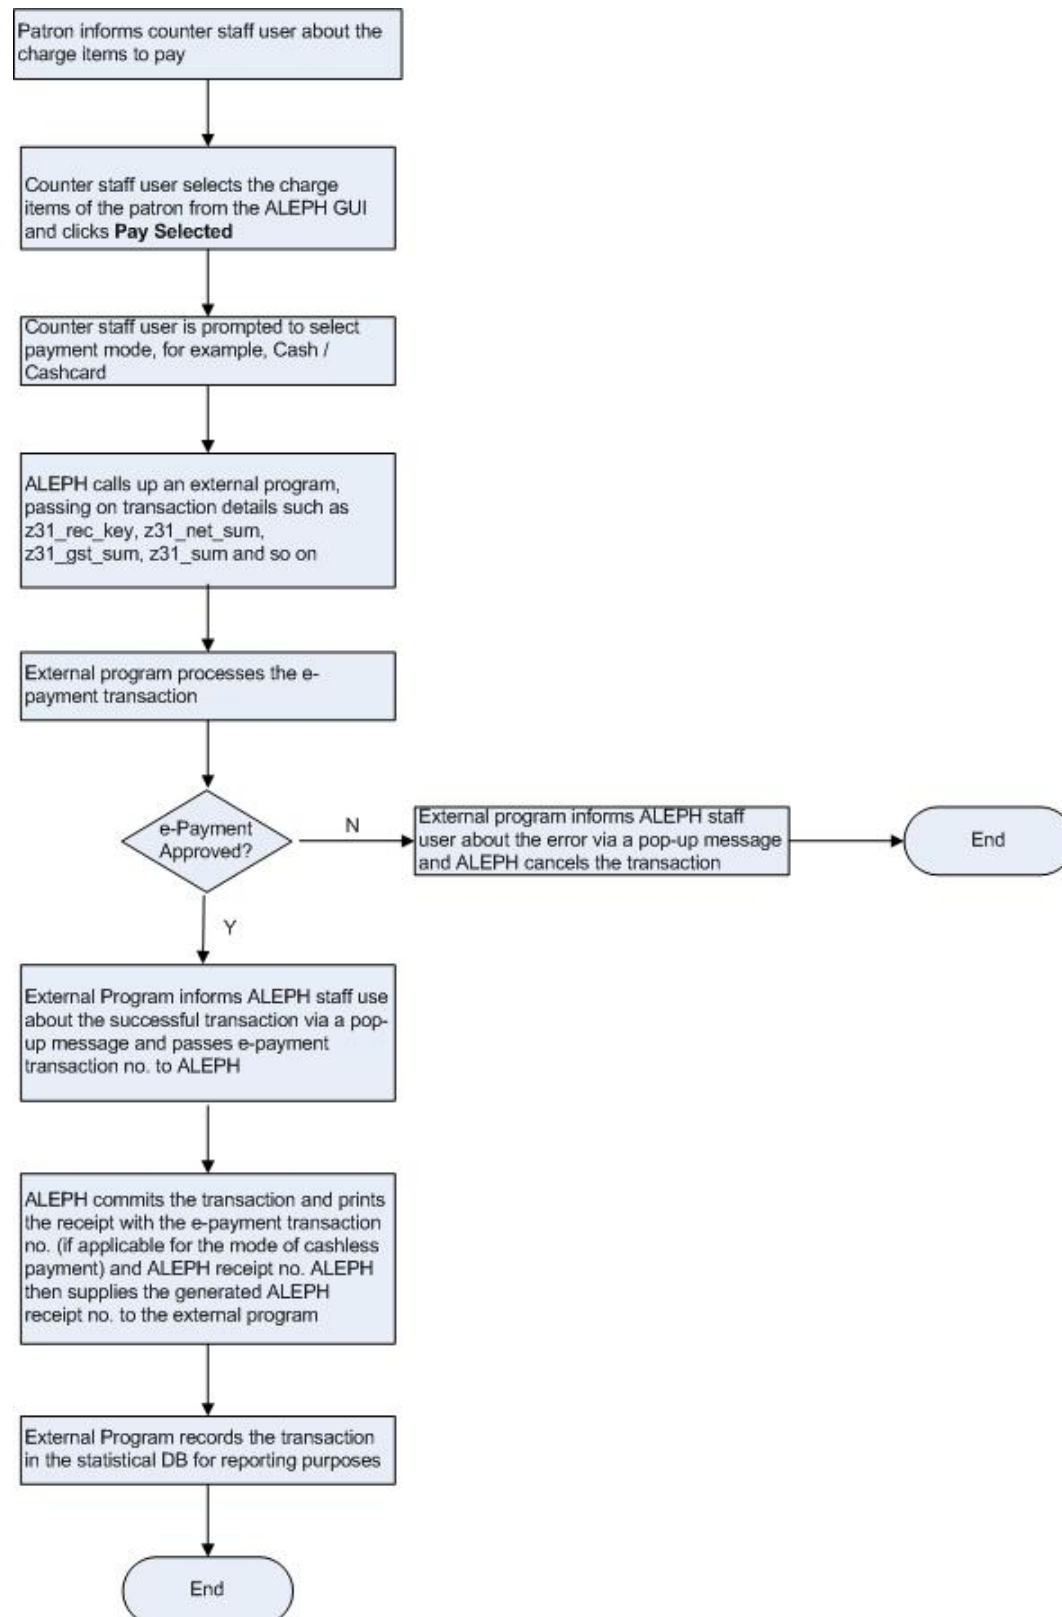 Patron informs counter staff user about the
charge items to pay
Counter staff user selects the charge
items of the patron from the ALEPH GUI
and clicks Pay Selected
Counter staff user is prompted to select
payment mode, for example, Cash /
Cashcard
ALEPH calls up an external program,
passing on transaction details such as
z31_rec_key, z31_net_sum,
z31_gst_sum, z31_sum and so on
External program processes the e-
payment transaction
e-Payment
Approved?
N
External program informs ALEPH staff
user about the error via a pop-up message
and ALEPH cancels the transaction
End
Y
External Program informs ALEPH staff use
about the successful transaction via a pop-
up message and passes e-payment
transaction no. to ALEPH
ALEPH commits the transaction and prints
the receipt with the e-payment transaction
no. (if applicable for the mode of cashless
payment) and ALEPH receipt no. ALEPH
then supplies the generated ALEPH
receipt no. to the external program
External Program records the transaction
in the statistical DB for reporting purposes
End